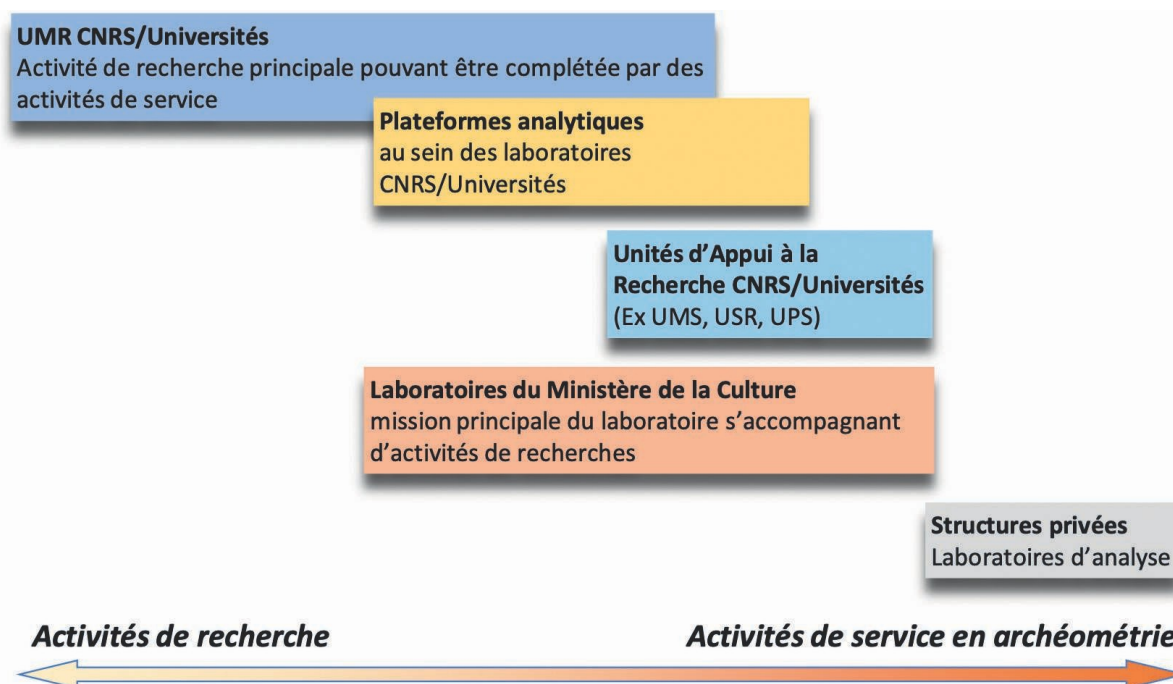 UMR CNRS/Universités
Activité de recherche principale pouvant être complétée par des
activités de service
Plateformes analytiques
au sein des laboratoires
CNRS/Universités
Unités d’Appui à la
Recherche CNRS/Universités
(Ex UMS, USR, UPS)
Laboratoires du Ministère de la Culture
mission principale du laboratoire s’accompagnant
d’activités de recherches
Structures privées
Laboratoires d’analyse
Activités de recherche
Activités de service en archéométrie